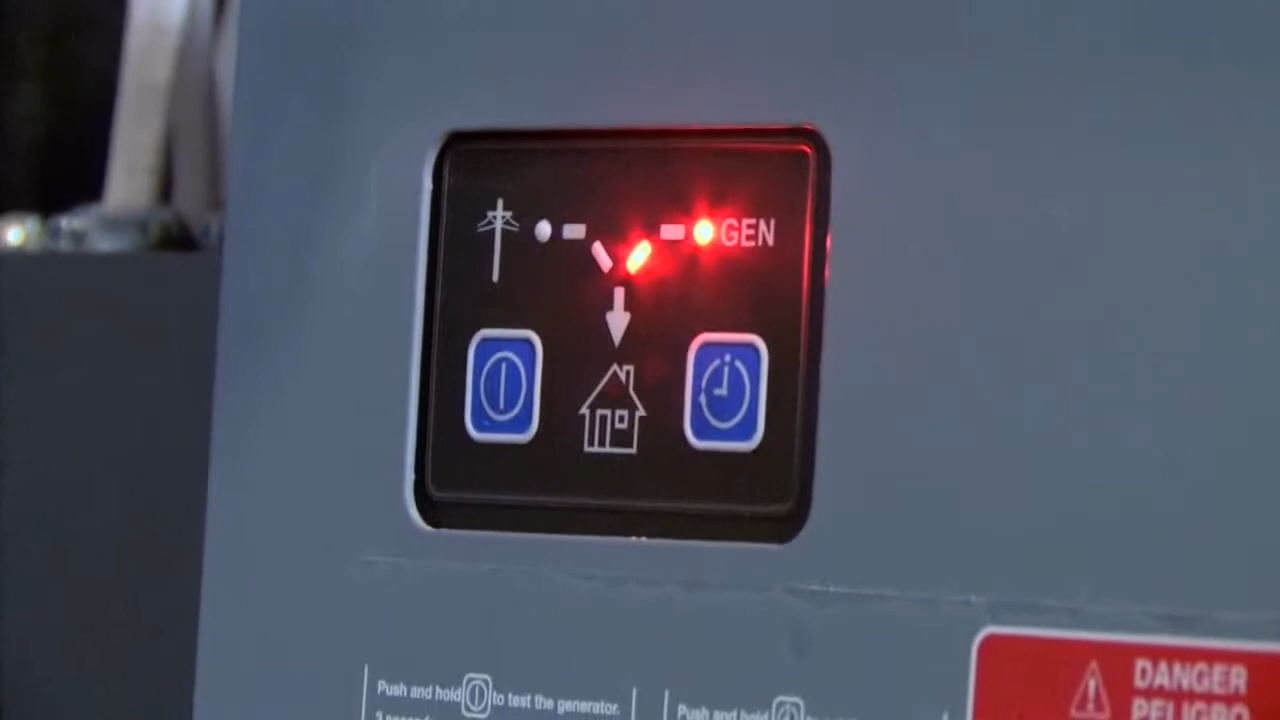 GEN
Push and hold to test the generator.
Push and hold
DANGER
PELIGRO